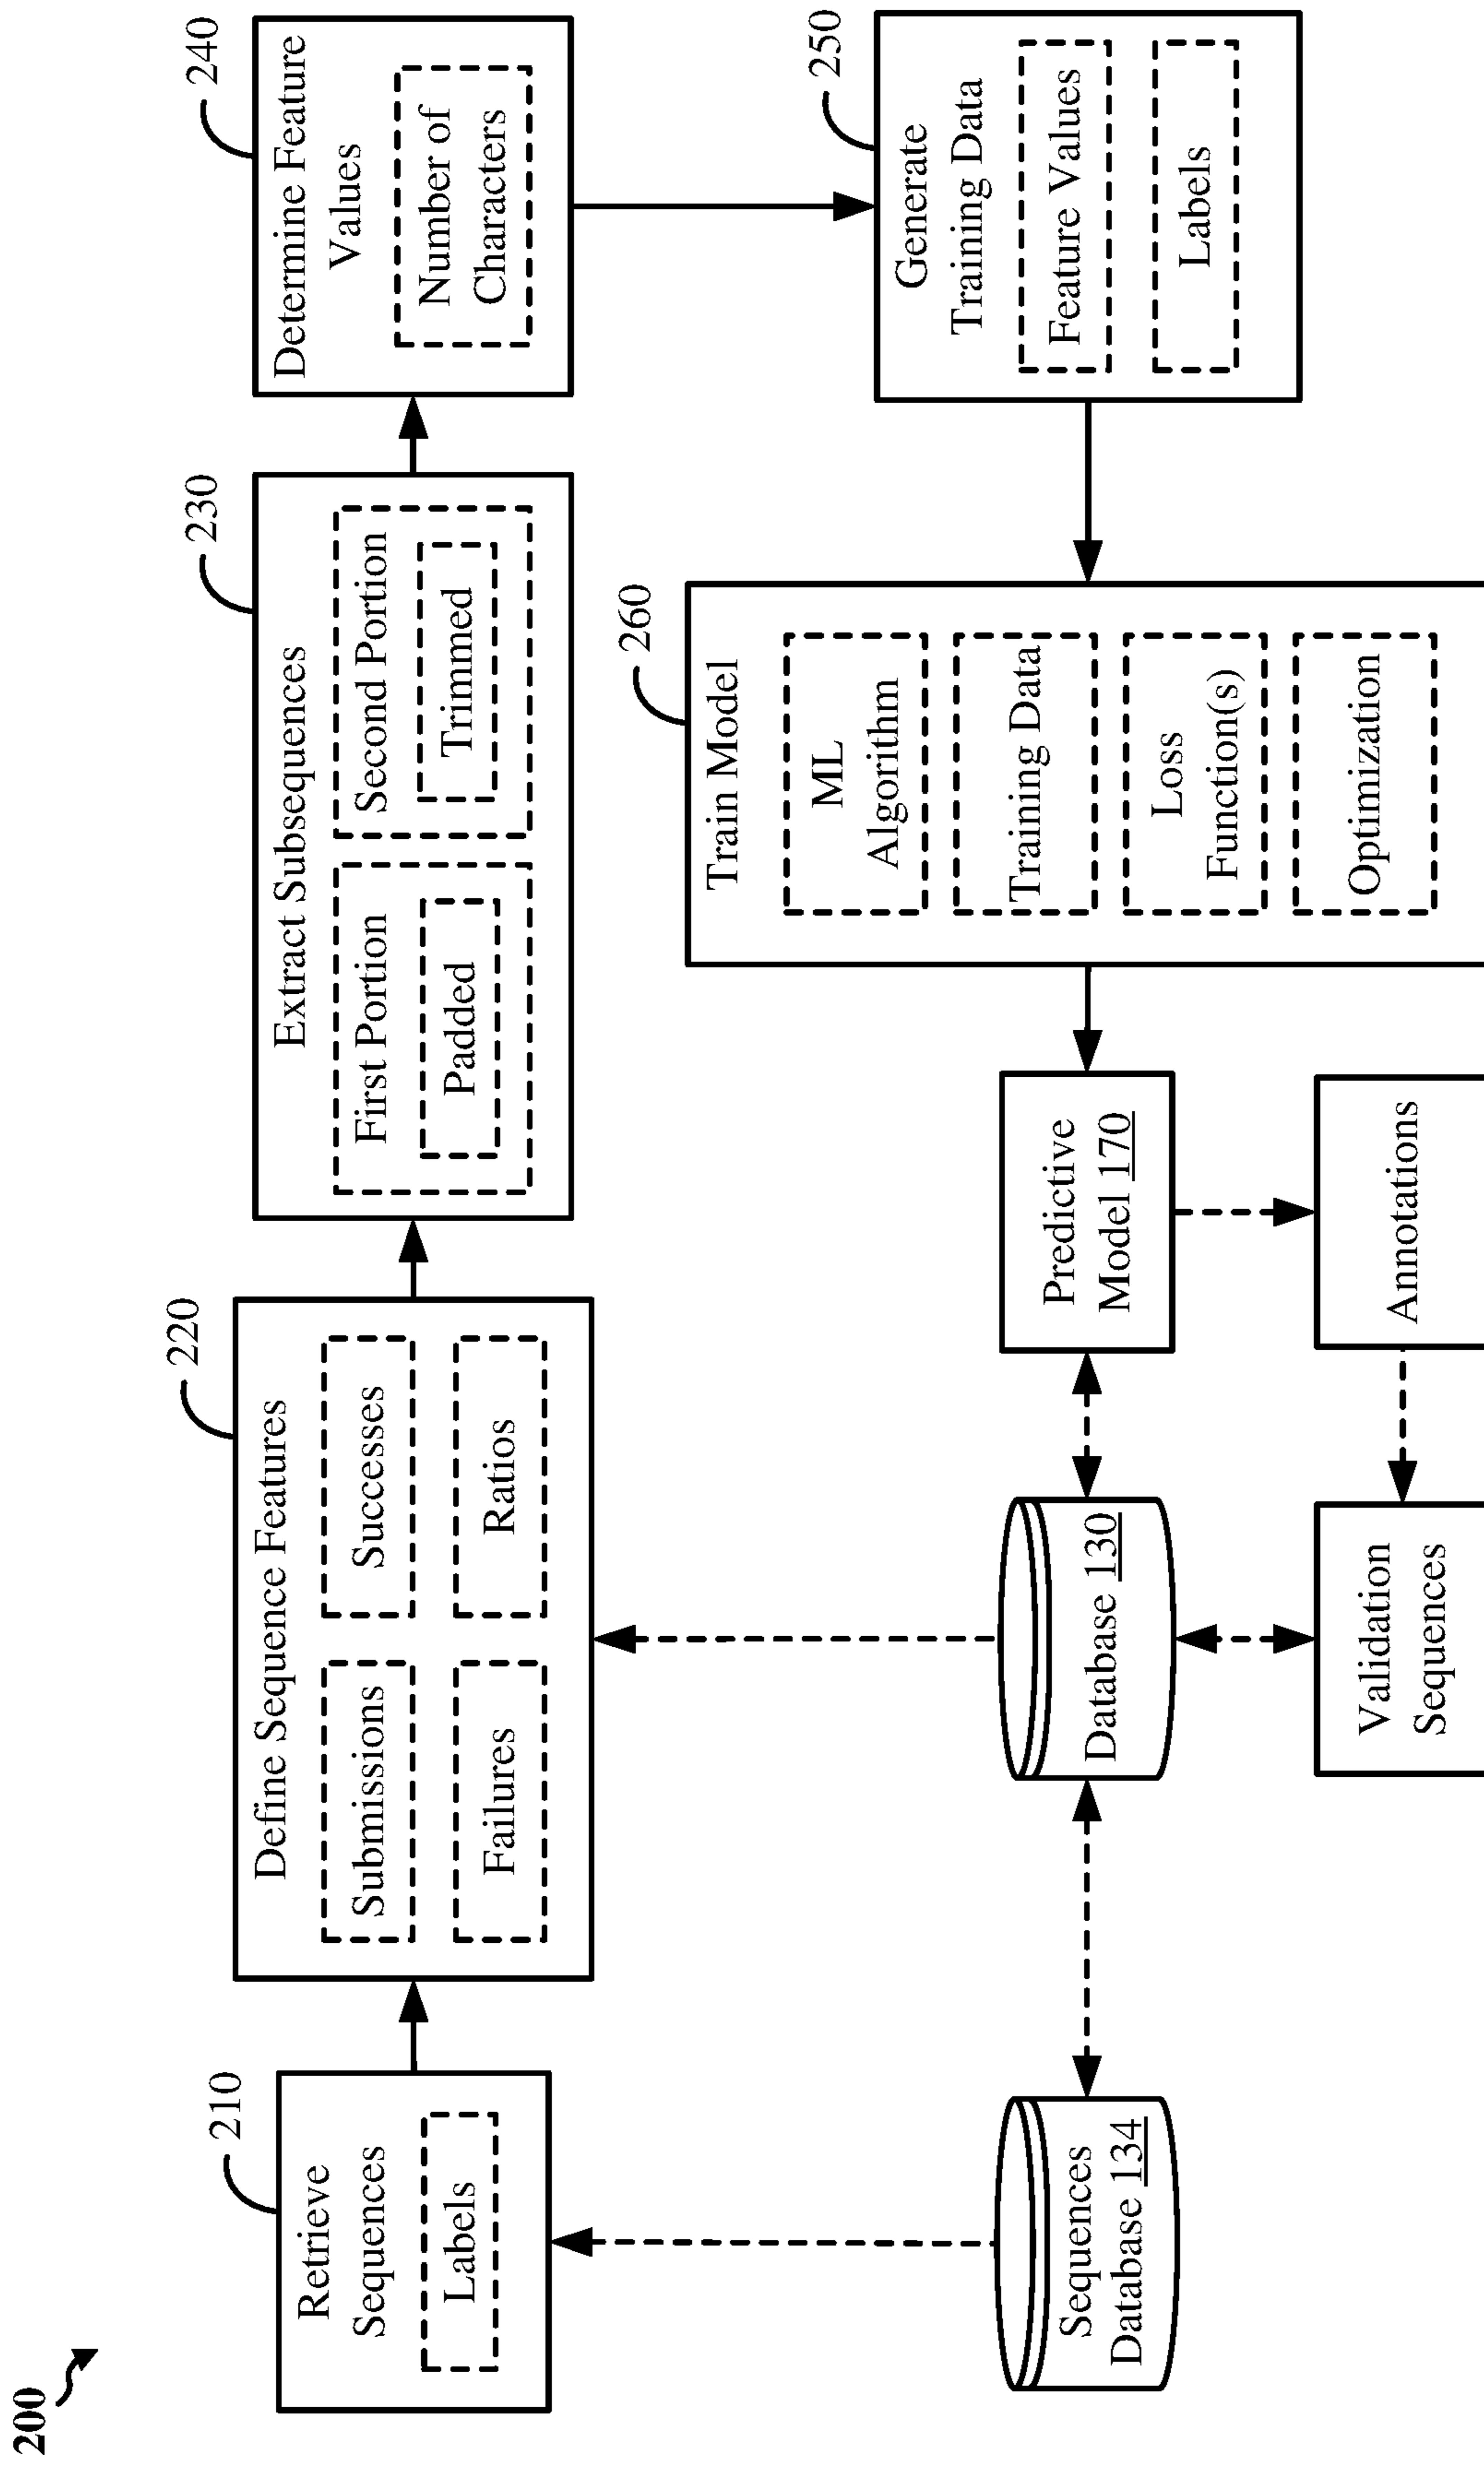 200
210
Retrieve
Sequences
Labels
220
Define Sequence Features
Submissions
Successes
Failures
Ratios
230
Extract Subsequences
First Portion
Padded
Second Portion
Trimmed
240
Determine Feature
Values
Number of
Characters
250
Generate
Training Data
Feature Values
Labels
260
Train Model
ML
Algorithm
Training Data
Loss
Function(s)
Optimization
Predictive
Model 170
Annotations
Database 130
Validation
Sequences
Sequences
Database 134